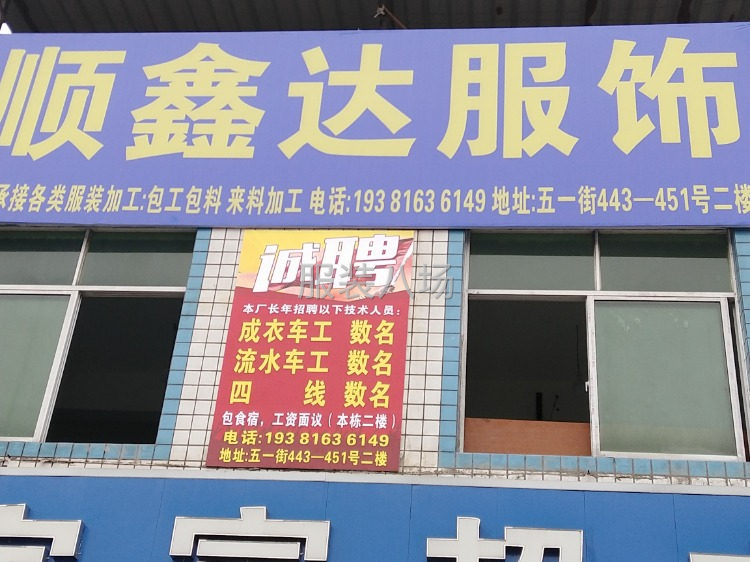 顺鑫达服饰
承接各类服装加工:包工包料 来料加工 电话:193 8163 6149 地址:五一街443—451号二楼
诚聘
服装人场
本厂长年招聘以下技术人员:
成衣车工 数名
流水车工 数名
四 线 数名
包食宿,工资面议(本栋二楼)
电话:193 8163 6149
地址:五一街443—451号二楼